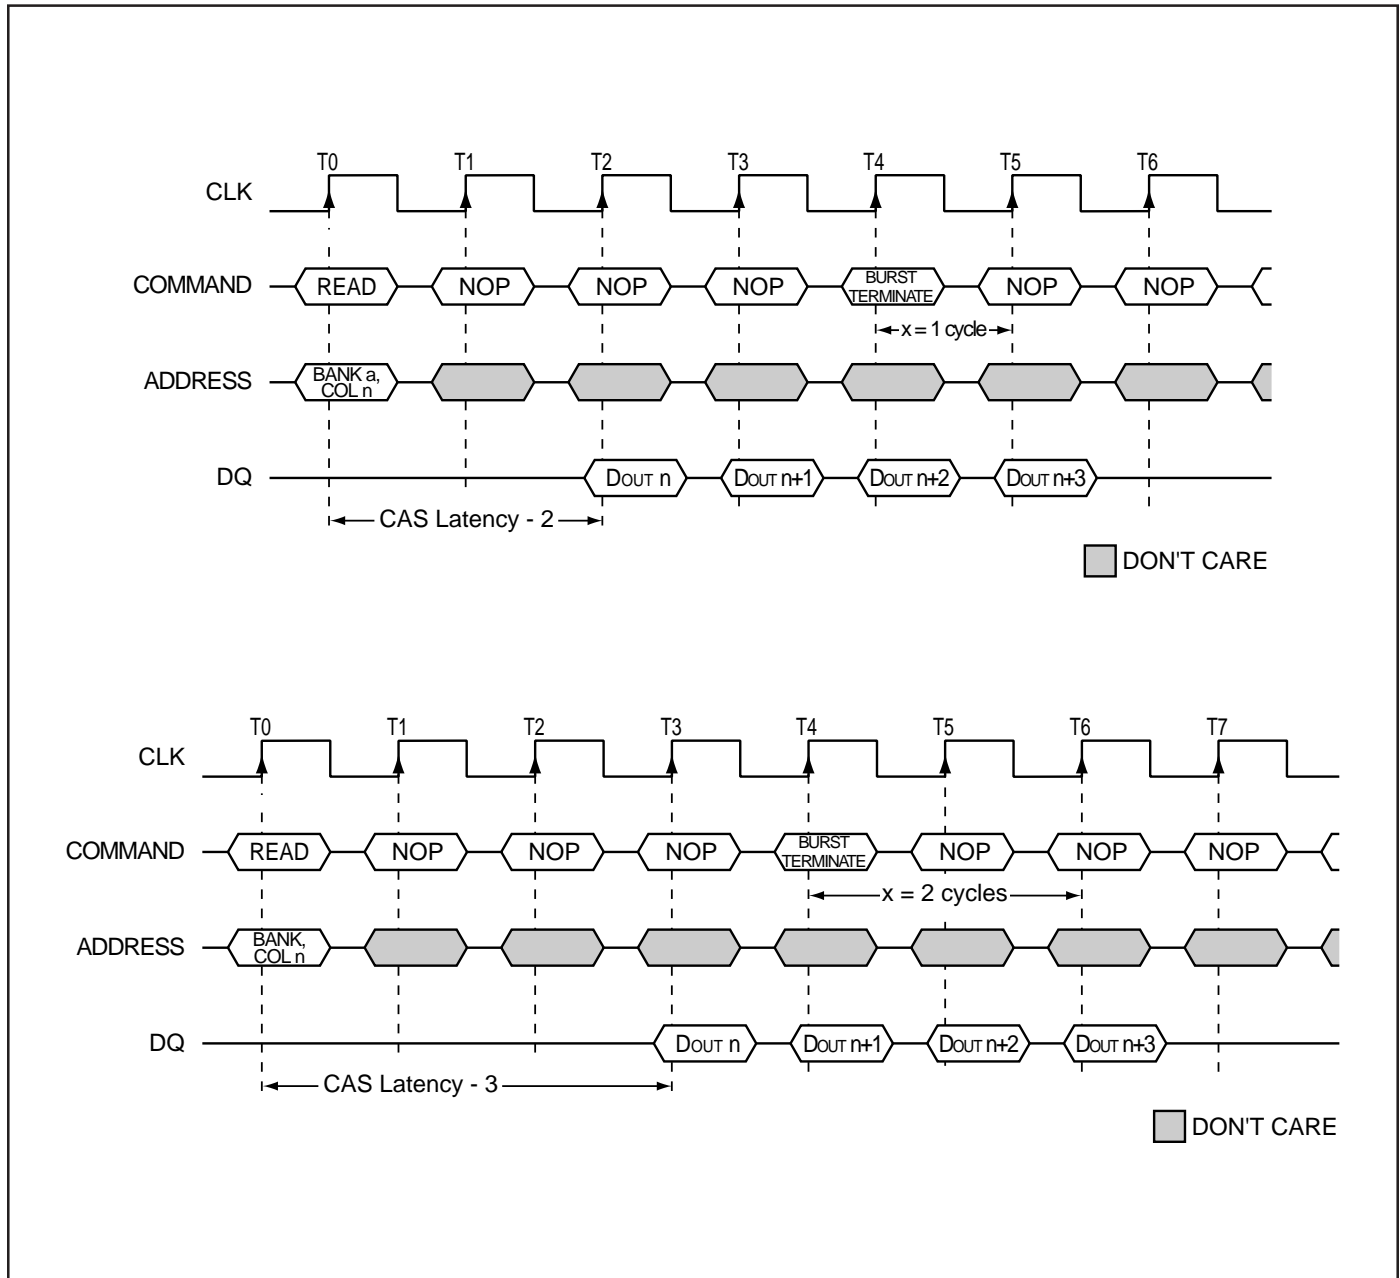 T0 T1 T2 T3 T4 T5 T6
CLK
COMMAND READ NOP NOP NOP BURST TERMINATE NOP NOP
x = 1 cycle
ADDRESS BANK a, COL n
DQ DOUT n DOUT n+1 DOUT n+2 DOUT n+3
CAS Latency - 2
DON'T CARE
T0 T1 T2 T3 T4 T5 T6 T7
CLK
COMMAND READ NOP NOP NOP BURST TERMINATE NOP NOP NOP
x = 2 cycles
ADDRESS BANK, COL n
DQ DOUT n DOUT n+1 DOUT n+2 DOUT n+3
CAS Latency - 3
DON'T CARE